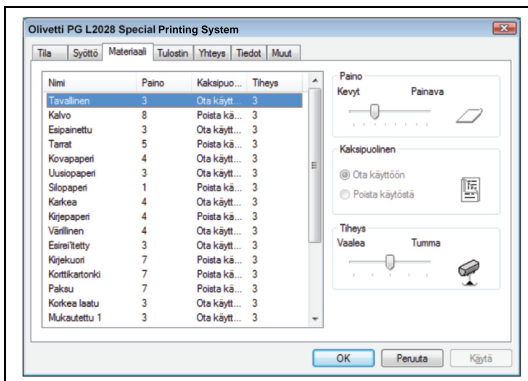 Olivetti PG L2028 Special Printing System
Tila Syöttö Materiaali Tulostin Yhteys Tiedot Muut
Nimi Paino Kaksipuo... Tiheys
Tavallinen 3 Ota käytt... 3
Kalvo 8 Poista kä... 3
Esipainettu 3 Ota käytt... 3
Tarrat 5 Poista kä... 3
Kovapaperi 4 Ota käytt... 3
Uusiopaperi 3 Ota käytt... 3
Silopaperi 1 Poista kä... 3
Karkea 4 Ota käytt... 3
Kirjepaperi 4 Ota käytt... 3
Värillinen 4 Ota käytt... 3
Esirei'itetty 3 Ota käytt... 3
Kirjekuori 7 Poista kä... 3
Korttikartonki 7 Poista kä... 3
Paksu 7 Poista kä... 3
Korkea laatu 3 Ota käytt... 3
Mukautettu 1 3 Ota käytt... 3
Paino
Kevyt Painava
Kaksipuolinen
Ota käyttöön
Poista käytöstä
Tiheys
Vaalea Tumma
OK Peruuta Käytä